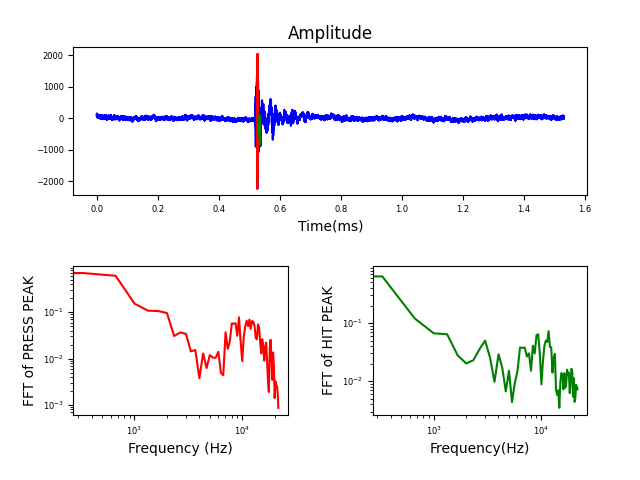 Amplitude
2000
1000
0
−1000
−2000
0.0 0.2 0.4 0.6 0.8 1.0 1.2 1.4 1.6
Time(ms)
FFT of PRESS PEAK
10⁻¹
10⁻²
10⁻³
10³ 10⁴
Frequency (Hz)
FFT of HIT PEAK
10⁻¹
10⁻²
10³ 10⁴
Frequency(Hz)